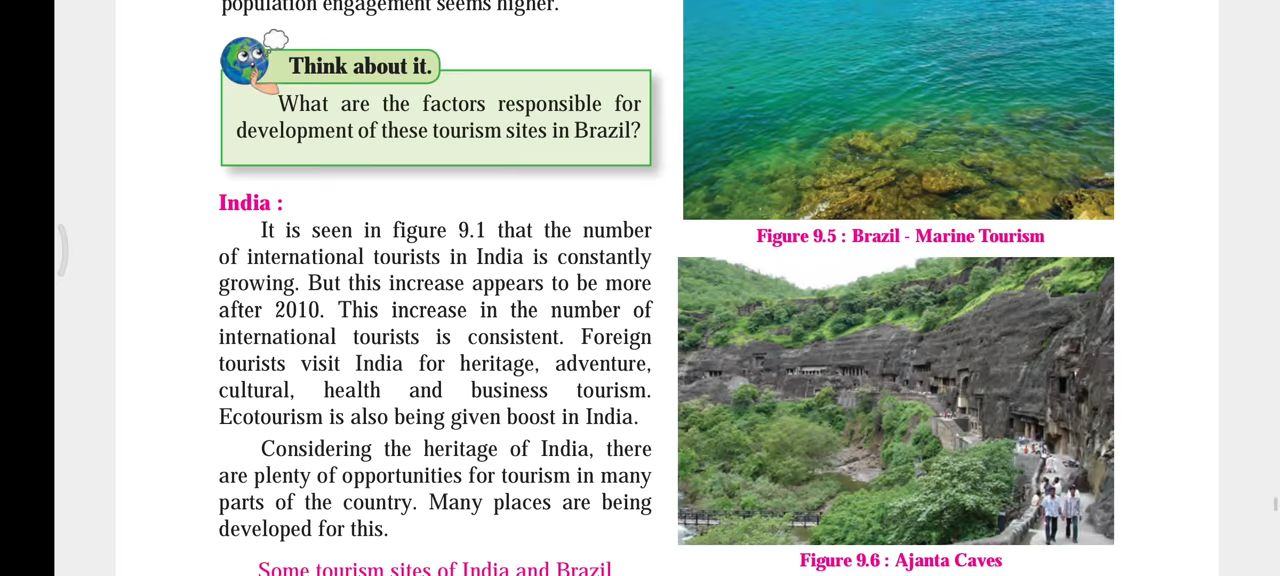 population engagement seems higher.
Think about it.
What are the factors responsible for
development of these tourism sites in Brazil?
India :
It is seen in figure 9.1 that the number
of international tourists in India is constantly
growing. But this increase appears to be more
after 2010. This increase in the number of
international tourists is consistent. Foreign
tourists visit India for heritage, adventure,
cultural, health and business tourism.
Ecotourism is also being given boost in India.
Considering the heritage of India, there
are plenty of opportunities for tourism in many
parts of the country. Many places are being
developed for this.
Some tourism sites of India and Brazil
Figure 9.5 : Brazil - Marine Tourism
Figure 9.6 : Ajanta Caves